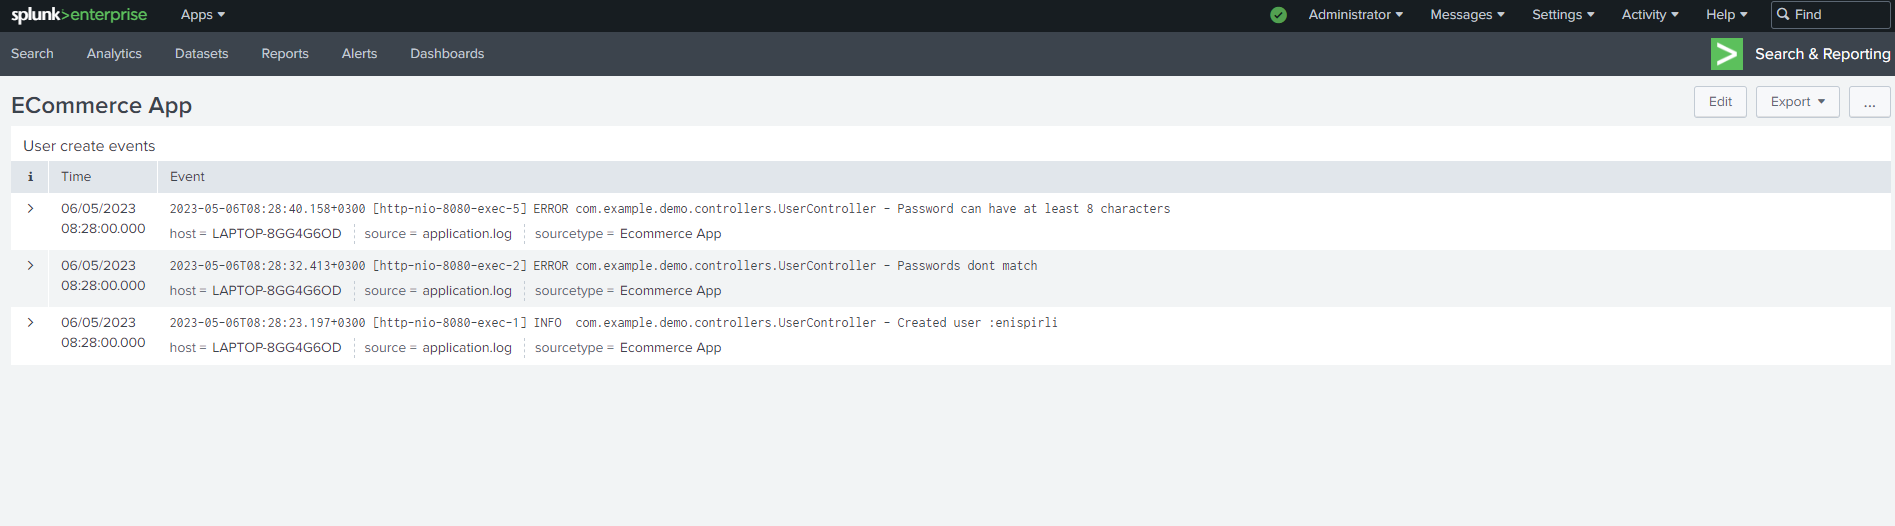 splunk>enterprise Apps Administrator Messages Settings Activity Help Find
Search Analytics Datasets Reports Alerts Dashboards Search & Reporting
ECommerce App Edit Export ...
User create events
i Time Event
06/05/2023 2023-05-06T08:28:40.158+0300 [http-nio-8080-exec-5] ERROR com.example.demo.controllers.UserController - Password can have at least 8 characters
08:28:00.000 host = LAPTOP-8GG4G6OD source = application.log sourcetype = Ecommerce App
06/05/2023 2023-05-06T08:28:32.413+0300 [http-nio-8080-exec-2] ERROR com.example.demo.controllers.UserController - Passwords dont match
08:28:00.000 host = LAPTOP-8GG4G6OD source = application.log sourcetype = Ecommerce App
06/05/2023 2023-05-06T08:28:23.197+0300 [http-nio-8080-exec-1] INFO com.example.demo.controllers.UserController - Created user :enispirli
08:28:00.000 host = LAPTOP-8GG4G6OD source = application.log sourcetype = Ecommerce App